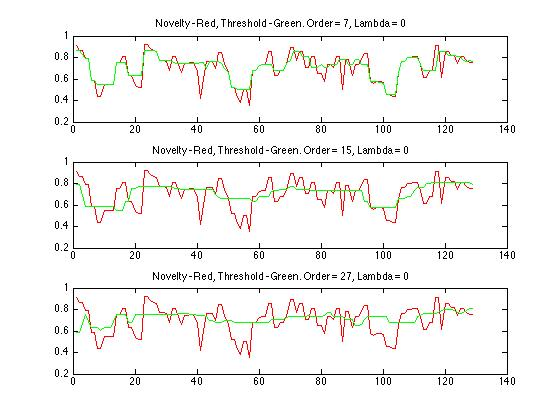 Novelty-Red, Threshold-Green. Order= 7, Lambda= 0
1
0.8
0.6
0.4
0.2
0 20 40 60 80 100 120 140
Novelty-Red, Threshold-Green. Order= 15, Lambda= 0
1
0.8
0.6
0.4
0.2
0 20 40 60 80 100 120 140
Novelty-Red, Threshold-Green. Order= 27, Lambda= 0
1
0.8
0.6
0.4
0.2
0 20 40 60 80 100 120 140